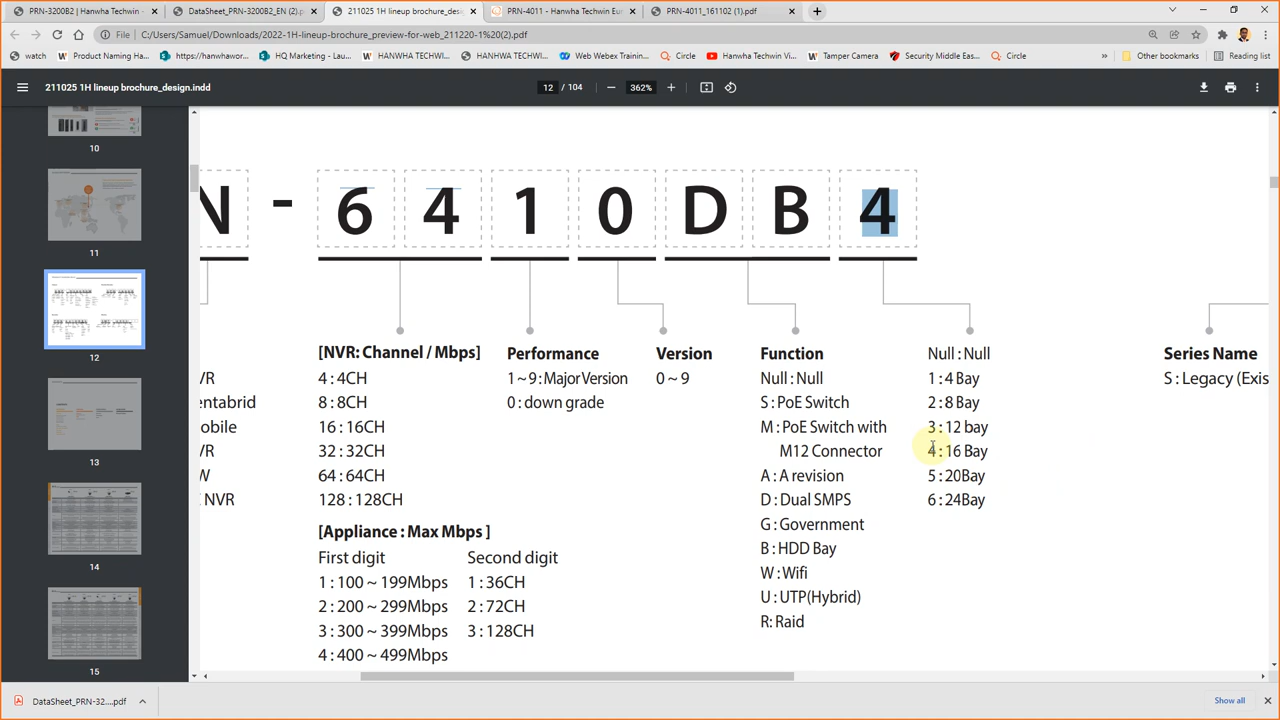 PRN-3200B2 | Hanwha Techwin -
DataSheet_PRN-3200B2_EN (2).p
211025 1H lineup brochure_desig
PRN-4011 - Hanwha Techwin Eur
PRN-4011_161102 (1).pdf
File
C:/Users/Samuel/Downloads/2022-1H-lineup-brochure_preview-for-web_211220-1%20(2).pdf
watch
Product Naming Ha...
https://hanwhawor...
HQ Marketing - Lau...
HANWHA TECHWI...
Web Webex Trainin...
Circle
Hanwha Techwin Vi...
Tamper Camera
Security Middle Eas...
Circle
»
Other bookmarks
Reading list
211025 1H lineup brochure_design.indd
12 / 104
362%
10
11
12
13
14
15
N - 6 4 1 0 D B 4
VR
entabrid
obile
VR
W
E NVR
[NVR: Channel / Mbps]
4 : 4CH
8 : 8CH
16 : 16CH
32 : 32CH
64 : 64CH
128 : 128CH
[Appliance : Max Mbps ]
First digit
1 : 100 ~ 199Mbps
2 : 200 ~ 299Mbps
3 : 300 ~ 399Mbps
4 : 400 ~ 499Mbps
Second digit
1 : 36CH
2 : 72CH
3 : 128CH
Performance
1 ~ 9 : Major Version
0 : down grade
Version
0 ~ 9
Function
Null : Null
S : PoE Switch
M : PoE Switch with
M12 Connector
A : A revision
D : Dual SMPS
G : Government
B : HDD Bay
W : Wifi
U : UTP(Hybrid)
R: Raid
Null : Null
1 : 4 Bay
2 : 8 Bay
3 : 12 bay
4 : 16 Bay
5 : 20Bay
6 : 24Bay
Series Name
S : Legacy (Exis
DataSheet_PRN-32....pdf
Show all